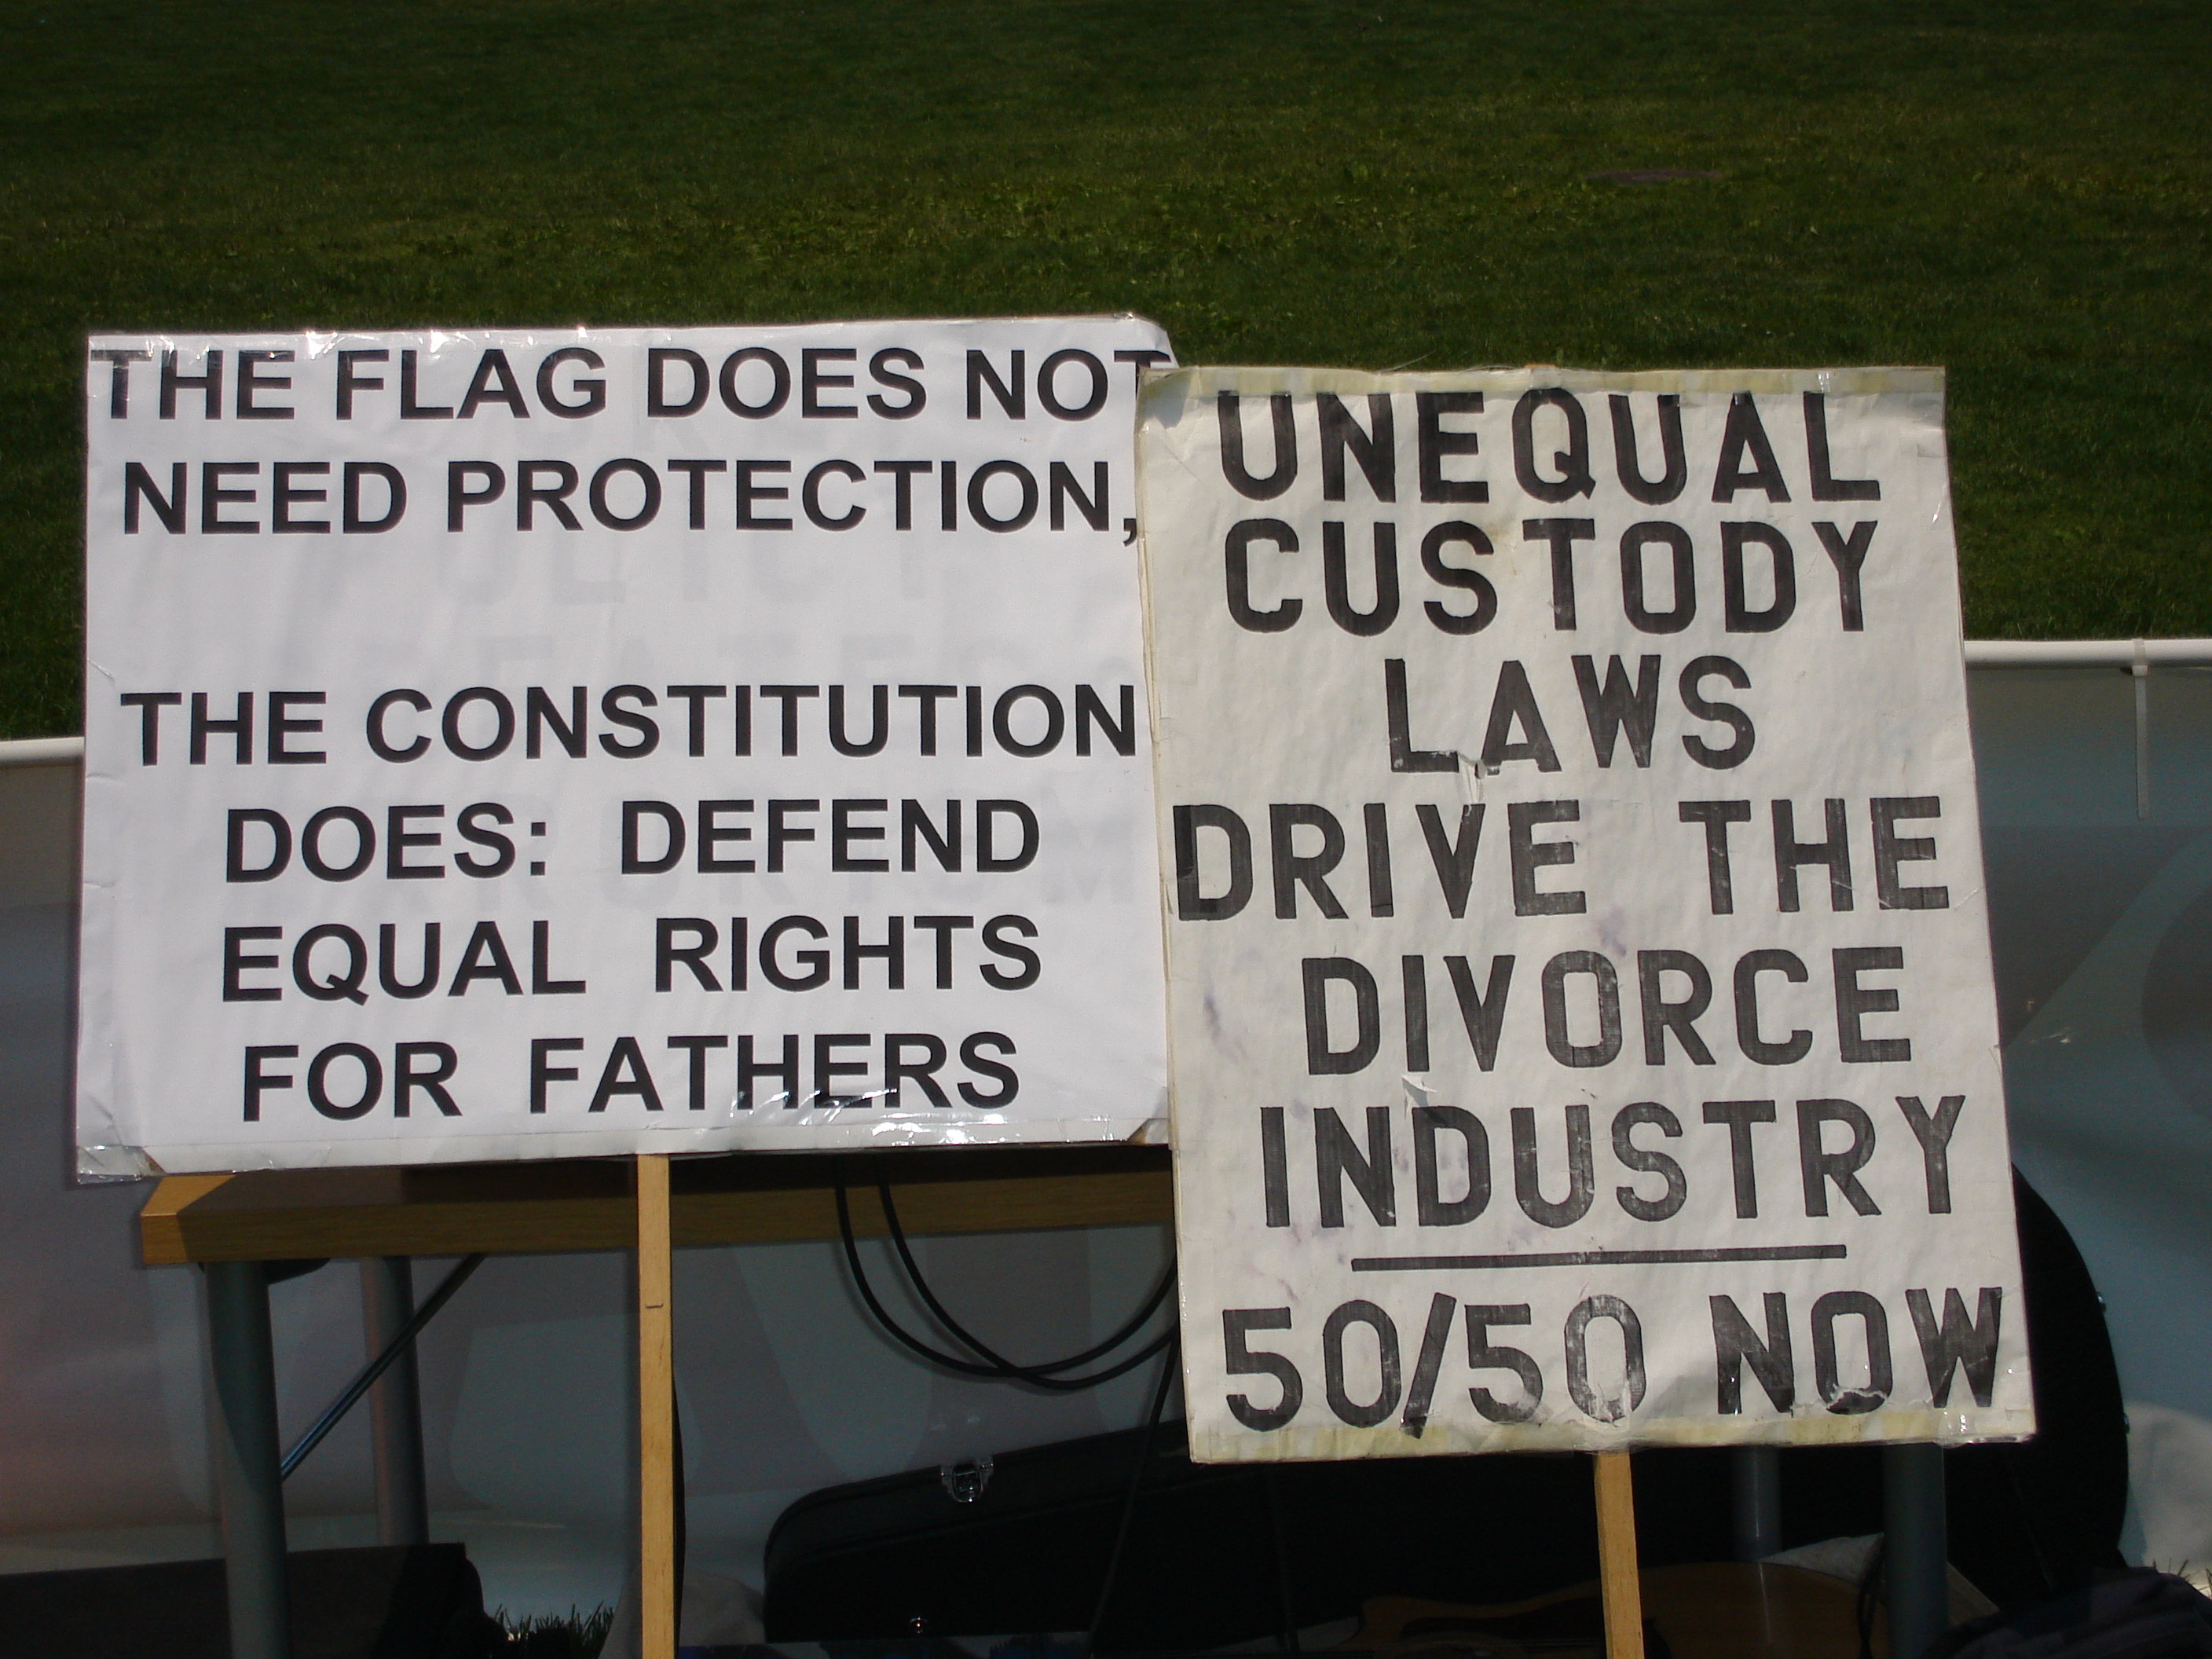 THE FLAG DOES NOT
NEED PROTECTION,
THE CONSTITUTION
DOES: DEFEND
EQUAL RIGHTS
FOR FATHERS
UNEQUAL
CUSTODY
LAWS
DRIVE THE
DIVORCE
INDUSTRY
50/50 NOW